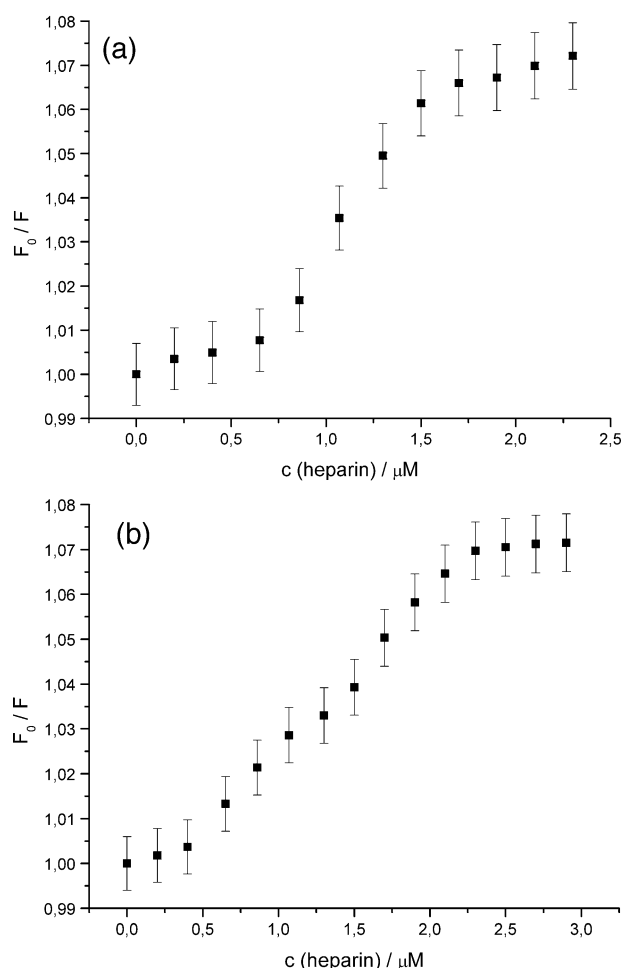 (a)
1,08
1,07
1,06
1,05
1,04
1,03
1,02
1,01
1,00
0,99
F₀ / F
0,0 0,5 1,0 1,5 2,0 2,5
c (heparin) / μM
(b)
1,08
1,07
1,06
1,05
1,04
1,03
1,02
1,01
1,00
0,99
F₀ / F
0,0 0,5 1,0 1,5 2,0 2,5 3,0
c (heparin) / μM